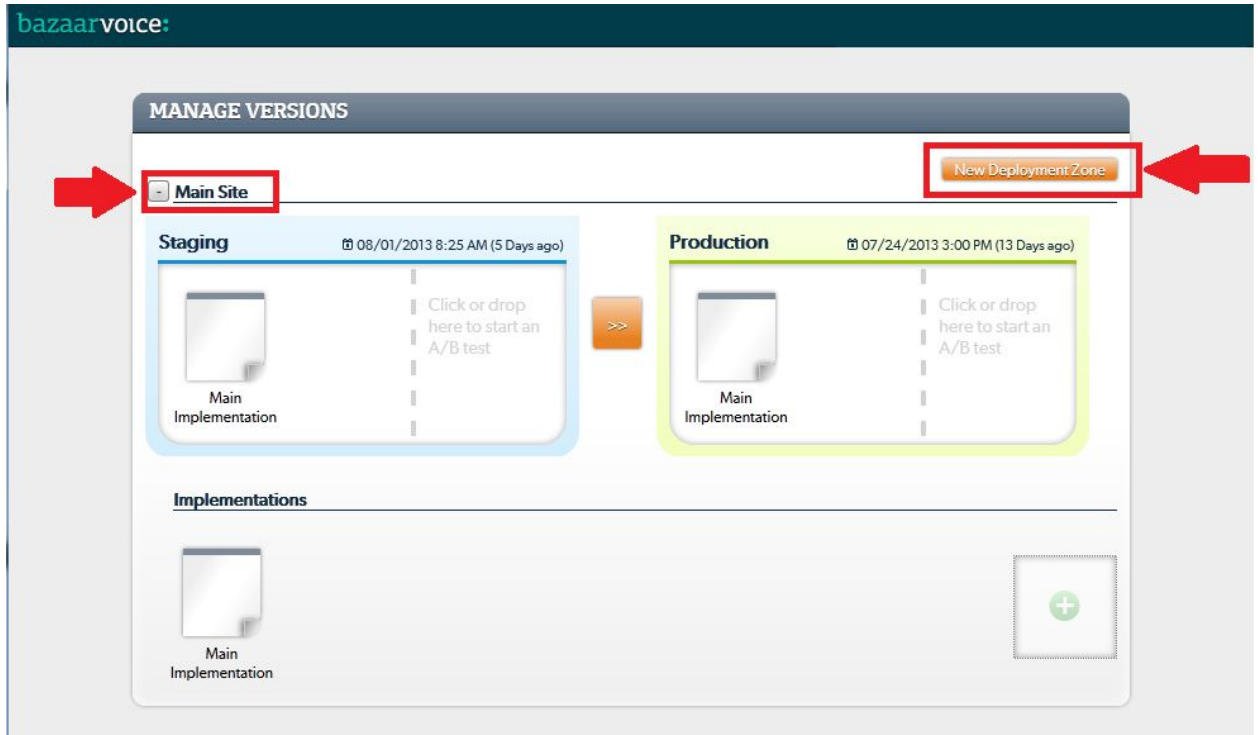 bazaarvoice:
MANAGE VERSIONS
New Deployment Zone
- Main Site
Staging 08/01/2013 8:25 AM (5 Days ago)
Production 07/24/2013 3:00 PM (13 Days ago)
Click or drop
here to start an
A/B test
Main
Implementation
>>
Click or drop
here to start an
A/B test
Main
Implementation
Implementations
Main
Implementation